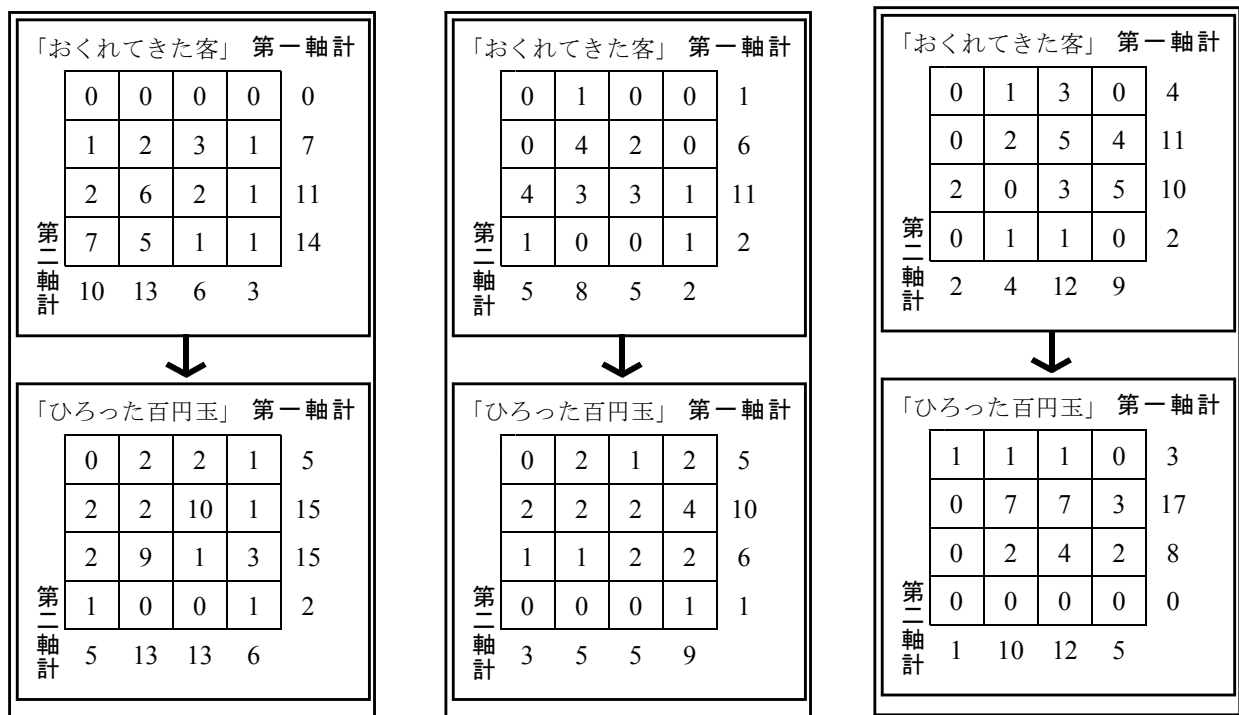 「おくれてきた客」 第一軸計
0 0 0 0 0
1 2 3 1 7
2 6 2 1 11
7 5 1 1 14
第二軸計 10 13 6 3
「ひろった百円玉」 第一軸計
0 2 2 1 5
2 2 10 1 15
2 9 1 3 15
1 0 0 1 2
第二軸計 5 13 13 6
「おくれてきた客」 第一軸計
0 1 0 0 1
0 4 2 0 6
4 3 3 1 11
1 0 0 1 2
第二軸計 5 8 5 2
「ひろった百円玉」 第一軸計
0 2 1 2 5
2 2 2 4 10
1 1 2 2 6
0 0 0 1 1
第二軸計 3 5 5 9
「おくれてきた客」 第一軸計
0 1 3 0 4
0 2 5 4 11
2 0 3 5 10
0 1 1 0 2
第二軸計 2 4 12 9
「ひろった百円玉」 第一軸計
1 1 1 0 3
0 7 7 3 17
0 2 4 2 8
0 0 0 0 0
第二軸計 1 10 12 5